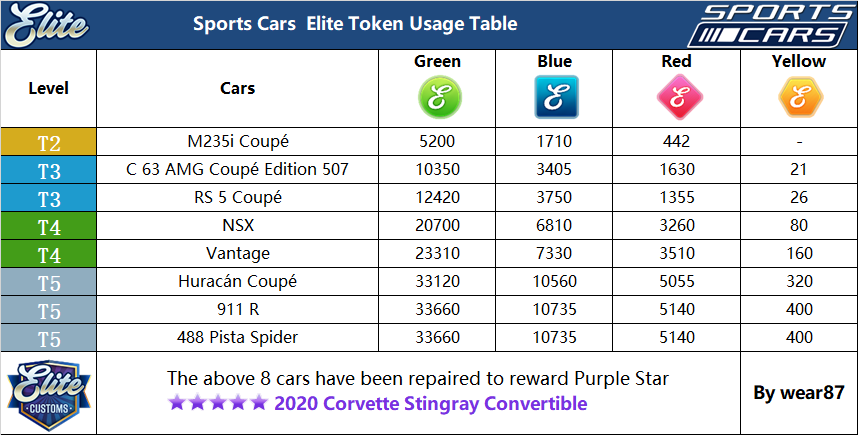 Elite
Sports Cars Elite Token Usage Table
SPORTS
CARS
Level Cars Green Blue Red Yellow
E E E E
T2 M235i Coupé 5200 1710 442 -
T3 C 63 AMG Coupé Edition 507 10350 3405 1630 21
T3 RS 5 Coupé 12420 3750 1355 26
T4 NSX 20700 6810 3260 80
T4 Vantage 23310 7330 3510 160
T5 Huracán Coupé 33120 10560 5055 320
T5 911 R 33660 10735 5140 400
T5 488 Pista Spider 33660 10735 5140 400
Elite
CUSTOMS
The above 8 cars have been repaired to reward Purple Star
★★★★★ 2020 Corvette Stingray Convertible
By wear87